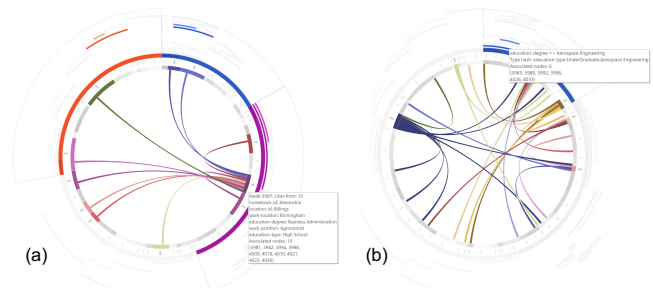 education-degree => Aerospace Engineering
Type hash: education-type:UnderGraduate:Aerospace Engineering
Associated nodes: 6
(3985, 3989, 3992, 3996,
4026, 4033)
Node 3997, Links from: 10
hometown-id: Alexandria
location-id: Billings
work-location: Birmingham
education-degree: Business Administration
work-position: Agronomist
education-type: High School
Associated nodes: 10
(3981, 3982, 3994, 3998,
4009, 4018, 4019, 4021,
4023, 4030)
(a)
(b)